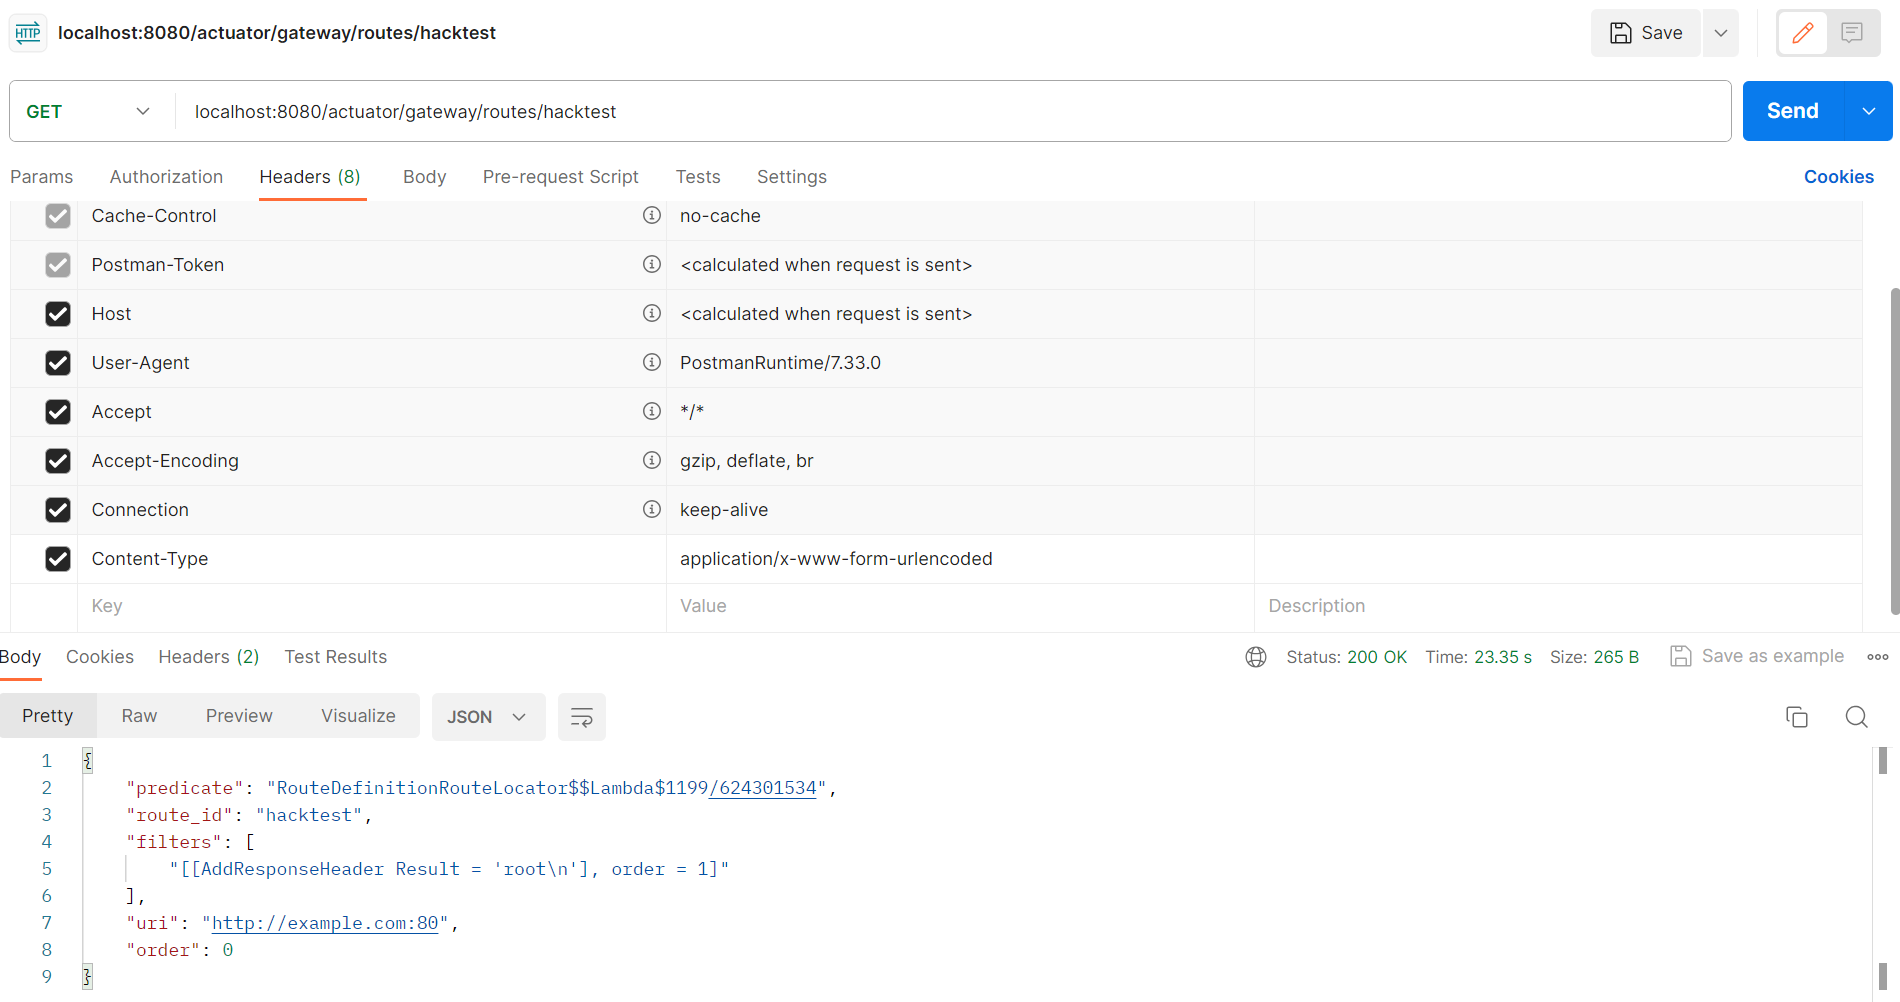 HTTP localhost:8080/actuator/gateway/routes/hacktest Save
GET localhost:8080/actuator/gateway/routes/hacktest Send
Params Authorization Headers (8) Body Pre-request Script Tests Settings Cookies
Cache-Control no-cache
Postman-Token <calculated when request is sent>
Host <calculated when request is sent>
User-Agent PostmanRuntime/7.33.0
Accept */*
Accept-Encoding gzip, deflate, br
Connection keep-alive
Content-Type application/x-www-form-urlencoded
Key Value Description
Body Cookies Headers (2) Test Results Status: 200 OK Time: 23.35 s Size: 265 B Save as example
Pretty Raw Preview Visualize JSON
1 {
2 "predicate": "RouteDefinitionRouteLocator$$Lambda$1199/624301534",
3 "route_id": "hacktest",
4 "filters": [
5 "[[AddResponseHeader Result = 'root\n'], order = 1]"
6 ],
7 "uri": "http://example.com:80",
8 "order": 0
9 }